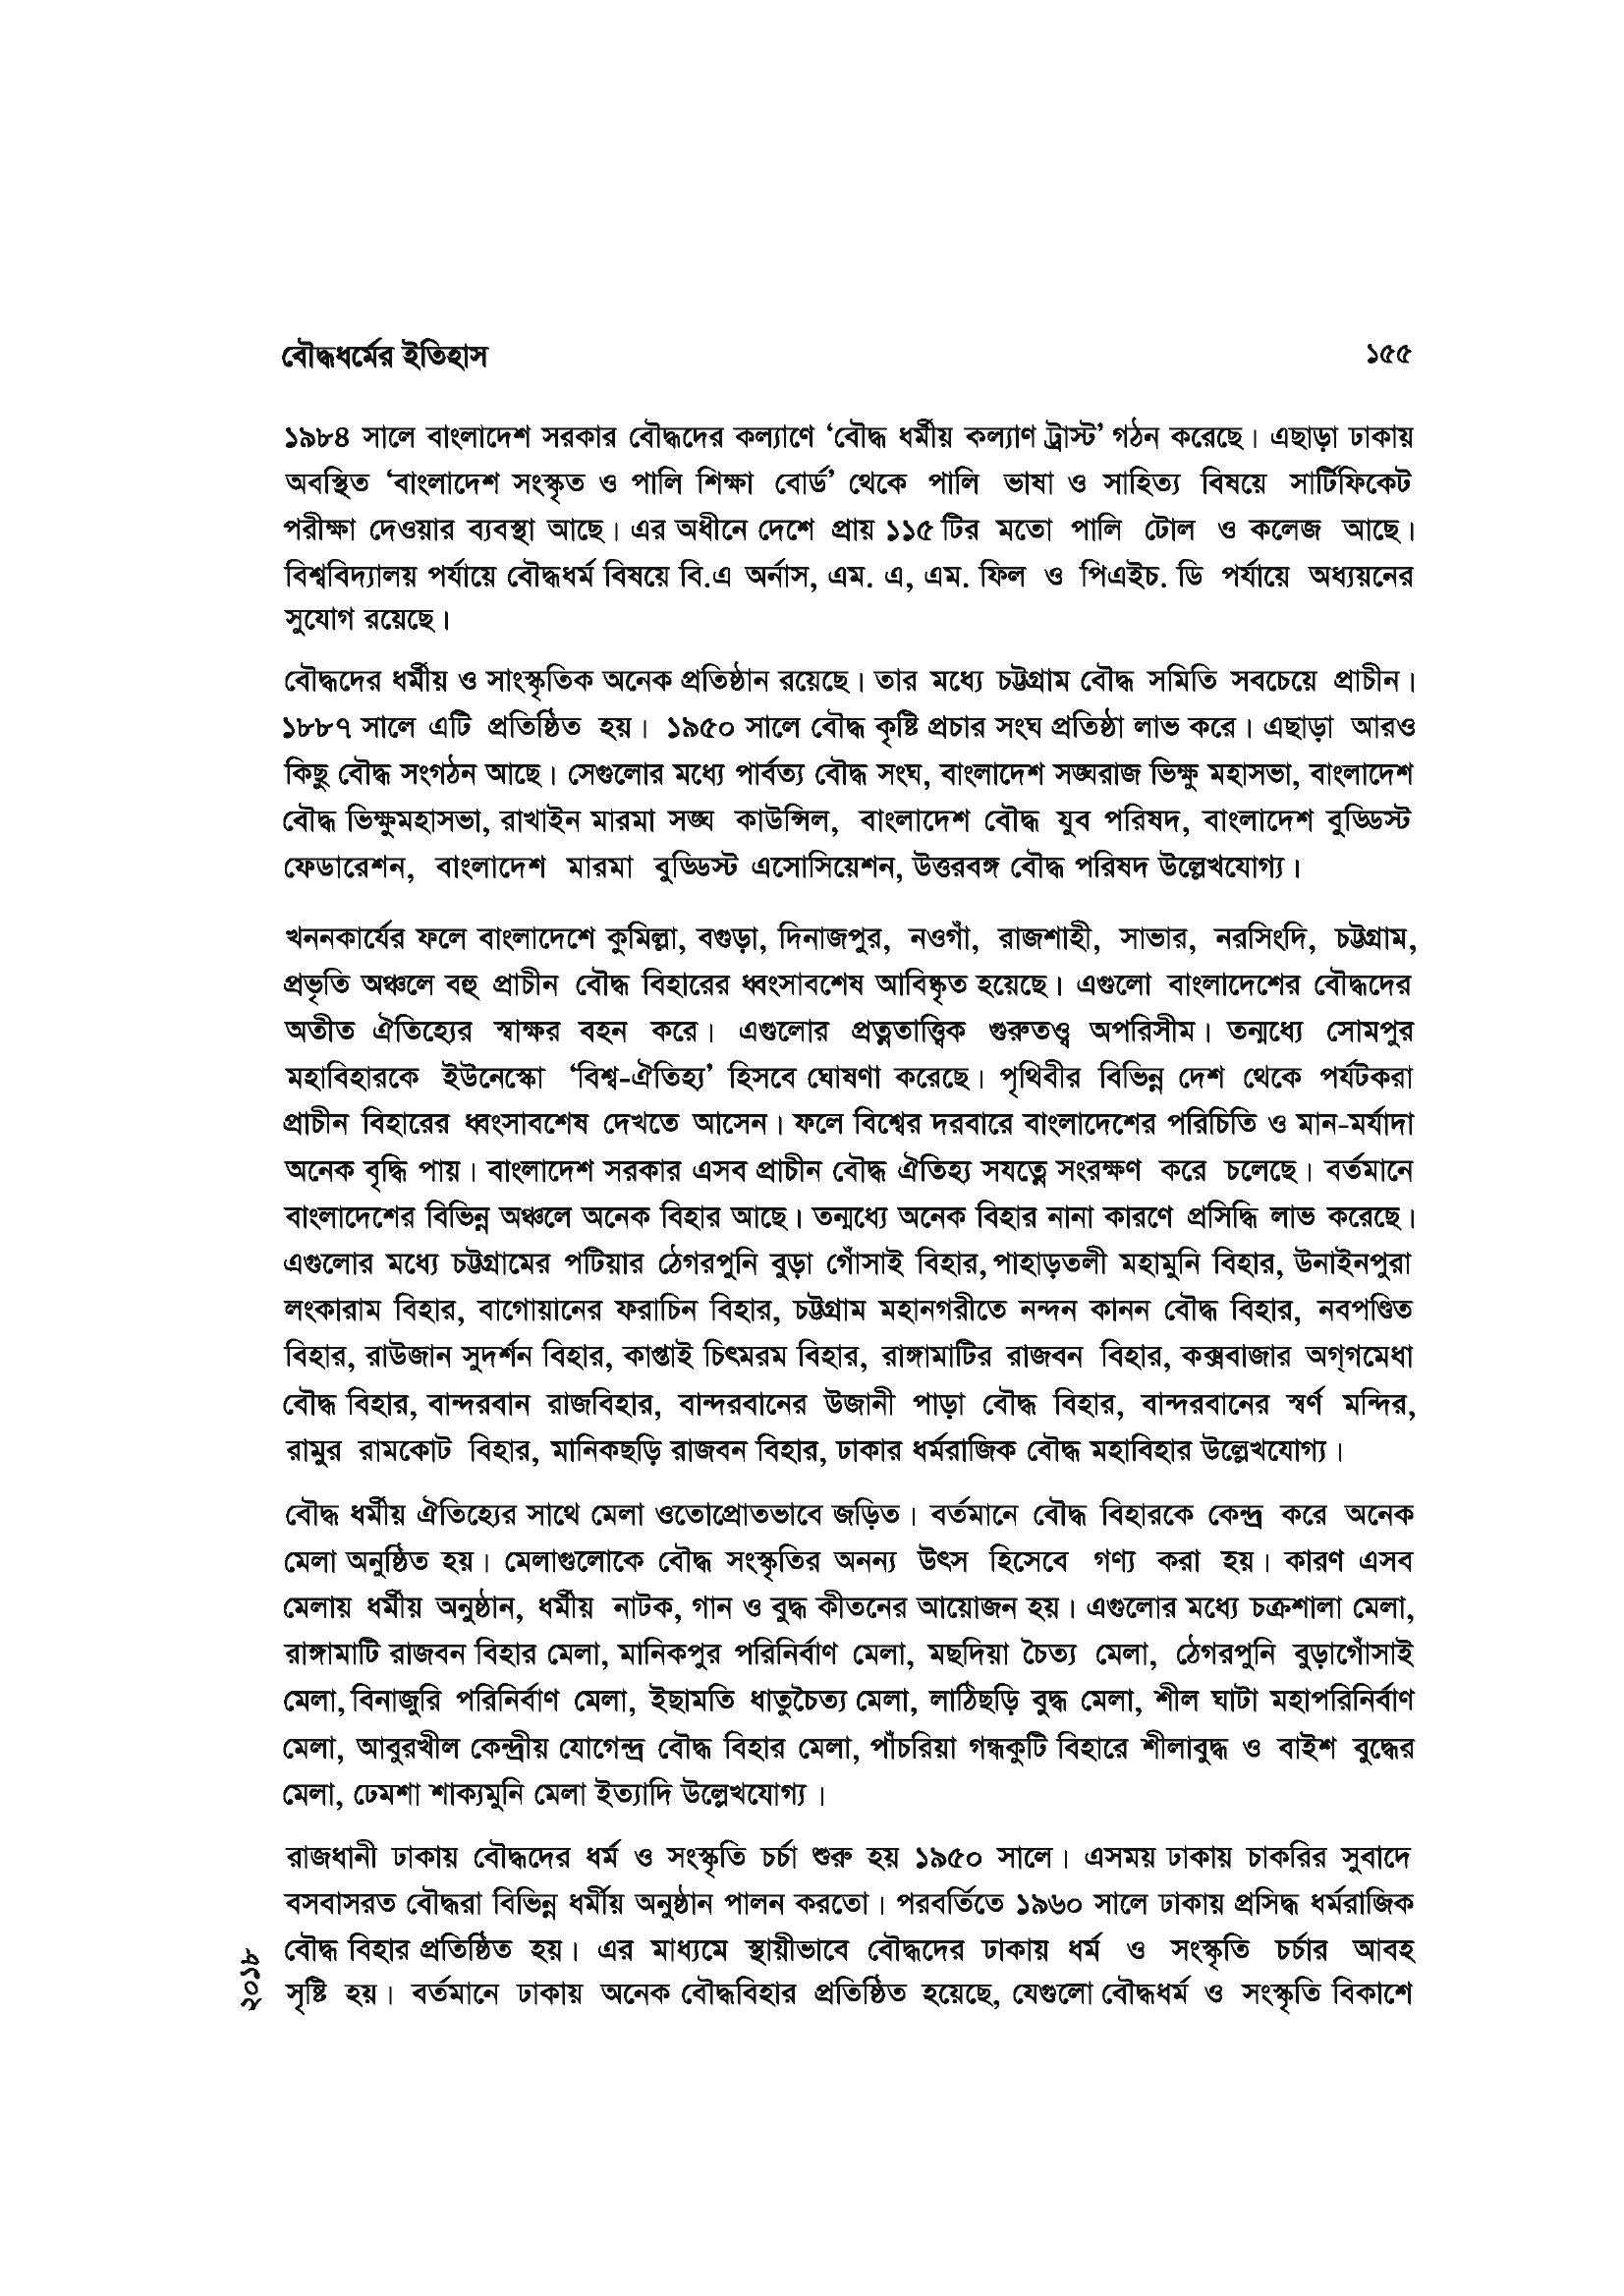 বৌদ্ধধর্মের ইতিহাস ১৫৫
১৯৮৪ সালে বাংলাদেশ সরকার বৌদ্ধদের কল্যাণে ‘বৌদ্ধ ধর্মীয় কল্যাণ ট্রাস্ট’ গঠন করেছে। এছাড়া ঢাকায়
অবস্থিত ‘বাংলাদেশ সংস্কৃত ও পালি শিক্ষা বোর্ড’ থেকে পালি ভাষা ও সাহিত্য বিষয়ে সার্টিফিকেট
পরীক্ষা দেওয়ার ব্যবস্থা আছে। এর অধীনে দেশে প্রায় ১১৫ টির মতো পালি টোল ও কলেজ আছে।
বিশ্ববিদ্যালয় পর্যায়ে বৌদ্ধধর্ম বিষয়ে বি.এ অর্নাস, এম. এ, এম. ফিল ও পিএইচ. ডি পর্যায়ে অধ্যয়নের
সুযোগ রয়েছে।
বৌদ্ধদের ধর্মীয় ও সাংস্কৃতিক অনেক প্রতিষ্ঠান রয়েছে। তার মধ্যে চট্টগ্রাম বৌদ্ধ সমিতি সবচেয়ে প্রাচীন।
১৮৮৭ সালে এটি প্রতিষ্ঠিত হয়। ১৯৫০ সালে বৌদ্ধ কৃষ্টি প্রচার সংঘ প্রতিষ্ঠা লাভ করে। এছাড়া আরও
কিছু বৌদ্ধ সংগঠন আছে। সেগুলোর মধ্যে পার্বত্য বৌদ্ধ সংঘ, বাংলাদেশ সঙ্ঘরাজ ভিক্ষু মহাসভা, বাংলাদেশ
বৌদ্ধ ভিক্ষুমহাসভা, রাখাইন মারমা সঙ্ঘ কাউন্সিল, বাংলাদেশ বৌদ্ধ যুব পরিষদ, বাংলাদেশ বুড্ডিস্ট
ফেডারেশন, বাংলাদেশ মারমা বুড্ডিস্ট এসোসিয়েশন, উত্তরবঙ্গ বৌদ্ধ পরিষদ উল্লেখযোগ্য।
খননকার্যের ফলে বাংলাদেশে কুমিল্লা, বগুড়া, দিনাজপুর, নওগাঁ, রাজশাহী, সাভার, নরসিংদি, চট্টগ্রাম,
প্রভৃতি অঞ্চলে বহু প্রাচীন বৌদ্ধ বিহারের ধ্বংসাবশেষ আবিষ্কৃত হয়েছে। এগুলো বাংলাদেশের বৌদ্ধদের
অতীত ঐতিহ্যের স্বাক্ষর বহন করে। এগুলোর প্রত্নতাত্ত্বিক গুরুতত্ব অপরিসীম। তন্মধ্যে সোমপুর
মহাবিহারকে ইউনেস্কো ‘বিশ্ব-ঐতিহ্য’ হিসবে ঘোষণা করেছে। পৃথিবীর বিভিন্ন দেশ থেকে পর্যটকরা
প্রাচীন বিহারের ধ্বংসাবশেষ দেখতে আসেন। ফলে বিশ্বের দরবারে বাংলাদেশের পরিচিতি ও মান-মর্যাদা
অনেক বৃদ্ধি পায়। বাংলাদেশ সরকার এসব প্রাচীন বৌদ্ধ ঐতিহ্য সযত্নে সংরক্ষণ করে চলেছে। বর্তমানে
বাংলাদেশের বিভিন্ন অঞ্চলে অনেক বিহার আছে। তন্মধ্যে অনেক বিহার নানা কারণে প্রসিদ্ধি লাভ করেছে।
এগুলোর মধ্যে চট্টগ্রামের পটিয়ার ঠেগরপুনি বুড়া গোঁসাই বিহার, পাহাড়তলী মহামুনি বিহার, উনাইনপুরা
লংকারাম বিহার, বাগোয়ানের ফরাচিন বিহার, চট্টগ্রাম মহানগরীতে নন্দন কানন বৌদ্ধ বিহার, নবপণ্ডিত
বিহার, রাউজান সুদর্শন বিহার, কাপ্তাই চিৎমরম বিহার, রাঙ্গামাটির রাজবন বিহার, কক্সবাজার অগ্‌গমেধা
বৌদ্ধ বিহার, বান্দরবান রাজবিহার, বান্দরবানের উজানী পাড়া বৌদ্ধ বিহার, বান্দরবানের স্বর্ণ মন্দির,
রামুর রামকোট বিহার, মানিকছড়ি রাজবন বিহার, ঢাকার ধর্মরাজিক বৌদ্ধ মহাবিহার উল্লেখযোগ্য।
বৌদ্ধ ধর্মীয় ঐতিহ্যের সাথে মেলা ওতোপ্রোতভাবে জড়িত। বর্তমানে বৌদ্ধ বিহারকে কেন্দ্র করে অনেক
মেলা অনুষ্ঠিত হয়। মেলাগুলোকে বৌদ্ধ সংস্কৃতির অনন্য উৎস হিসেবে গণ্য করা হয়। কারণ এসব
মেলায় ধর্মীয় অনুষ্ঠান, ধর্মীয় নাটক, গান ও বুদ্ধ কীতনের আয়োজন হয়। এগুলোর মধ্যে চক্রশালা মেলা,
রাঙ্গামাটি রাজবন বিহার মেলা, মানিকপুর পরিনির্বাণ মেলা, মছদিয়া চৈত্য মেলা, ঠেগরপুনি বুড়াগোঁসাই
মেলা, বিনাজুরি পরিনির্বাণ মেলা, ইছামতি ধাতুচৈত্য মেলা, লাঠিছড়ি বুদ্ধ মেলা, শীল ঘাটা মহাপরিনির্বাণ
মেলা, আবুরখীল কেন্দ্রীয় যোগেন্দ্র বৌদ্ধ বিহার মেলা, পাঁচরিয়া গন্ধকুটি বিহারে শীলাবুদ্ধ ও বাইশ বুদ্ধের
মেলা, ঢেমশা শাক্যমুনি মেলা ইত্যাদি উল্লেখযোগ্য।
রাজধানী ঢাকায় বৌদ্ধদের ধর্ম ও সংস্কৃতি চর্চা শুরু হয় ১৯৫০ সালে। এসময় ঢাকায় চাকরির সুবাদে
বসবাসরত বৌদ্ধরা বিভিন্ন ধর্মীয় অনুষ্ঠান পালন করতো। পরবর্তিতে ১৯৬০ সালে ঢাকায় প্রসিদ্ধ ধর্মরাজিক
বৌদ্ধ বিহার প্রতিষ্ঠিত হয়। এর মাধ্যমে স্থায়ীভাবে বৌদ্ধদের ঢাকায় ধর্ম ও সংস্কৃতি চর্চার আবহ
সৃষ্টি হয়। বর্তমানে ঢাকায় অনেক বৌদ্ধবিহার প্রতিষ্ঠিত হয়েছে, যেগুলো বৌদ্ধধর্ম ও সংস্কৃতি বিকাশে
২০১৮